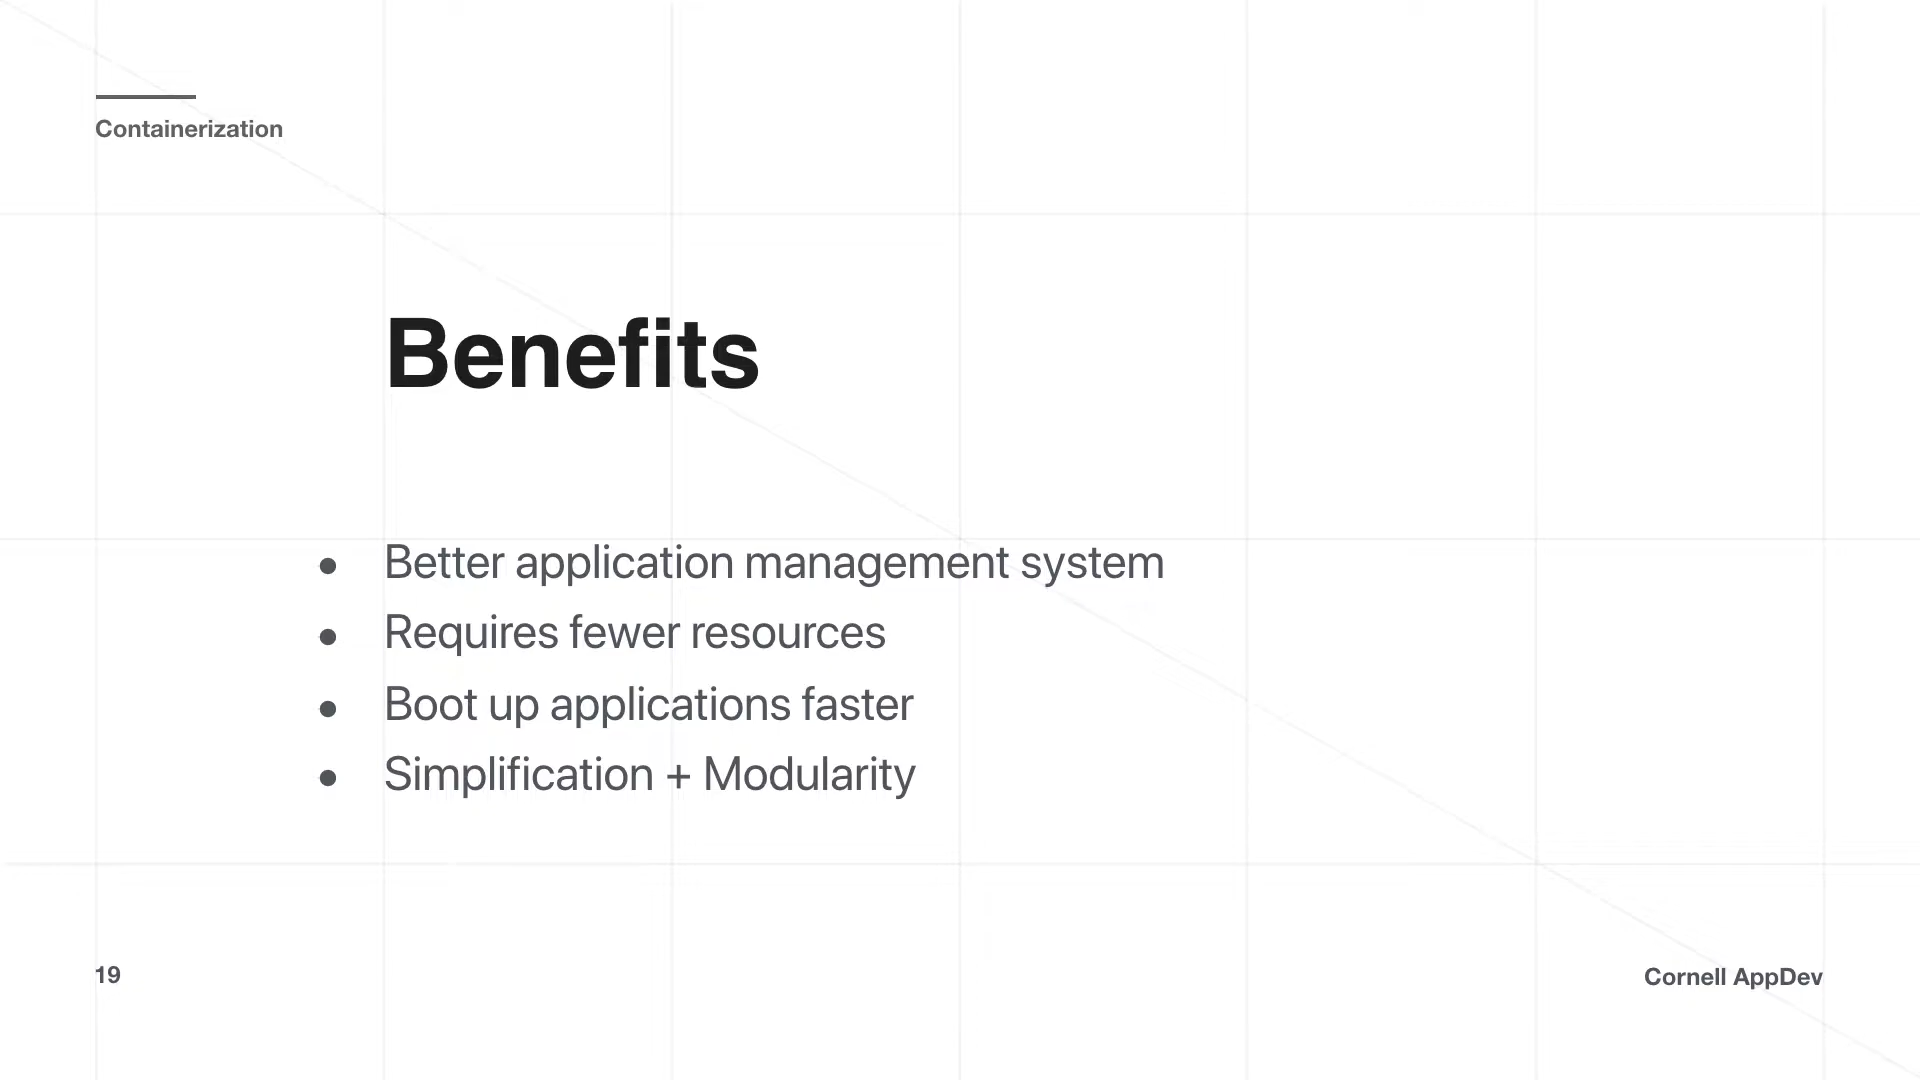 Containerization
Benefits
● Better application management system
● Requires fewer resources
● Boot up applications faster
● Simplification + Modularity
19
Cornell AppDev